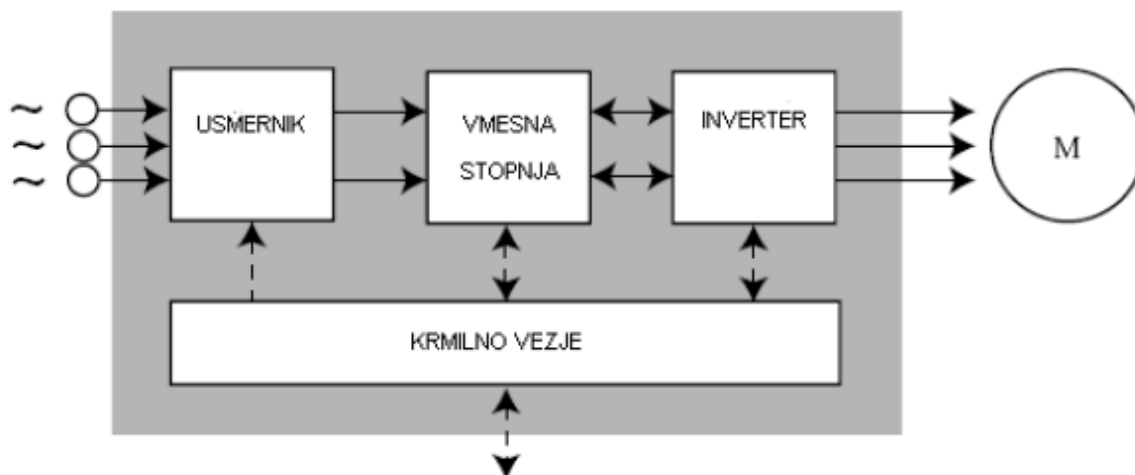 ~
~
~
USMERNIK
VMESNA
STOPNJA
INVERTER
M
KRMILNO VEZJE